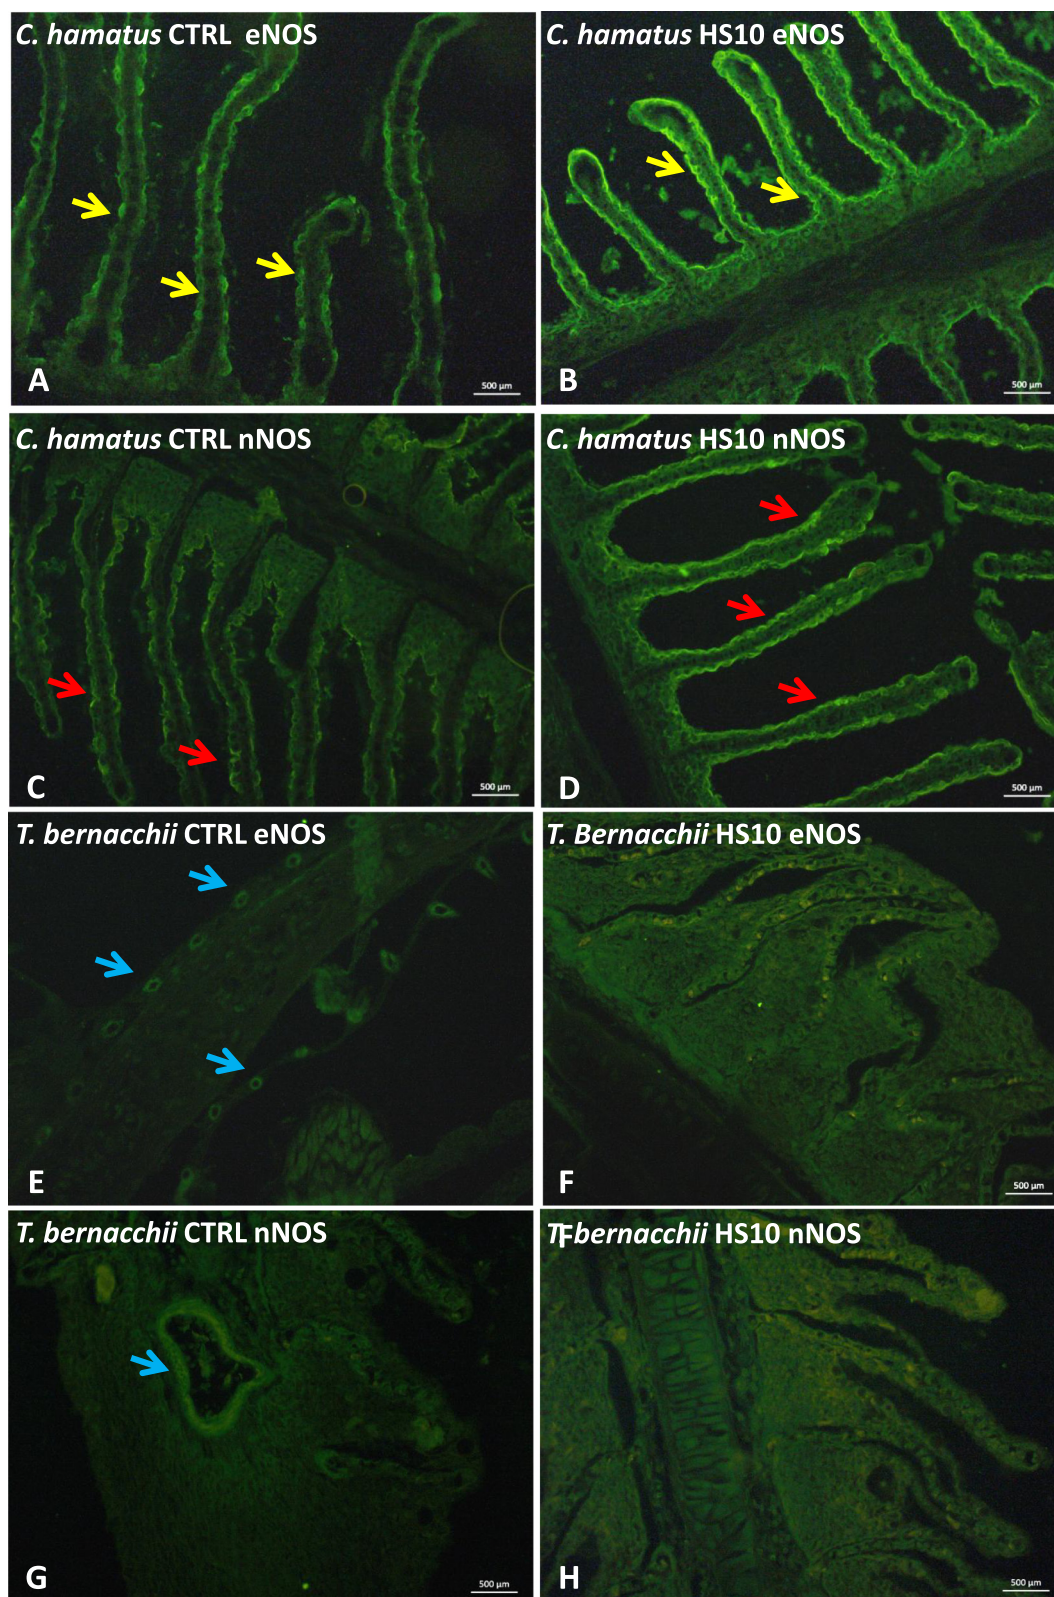 C. hamatus CTRL eNOS
A
500 µm
C. hamatus HS10 eNOS
B
500 µm
C. hamatus CTRL nNOS
C
500 µm
C. hamatus HS10 nNOS
D
500 µm
T. bernacchii CTRL eNOS
E
T. Bernacchii HS10 eNOS
F
500 µm
T. bernacchii CTRL nNOS
G
500 µm
T. bernacchii HS10 nNOS
F
H
500 µm